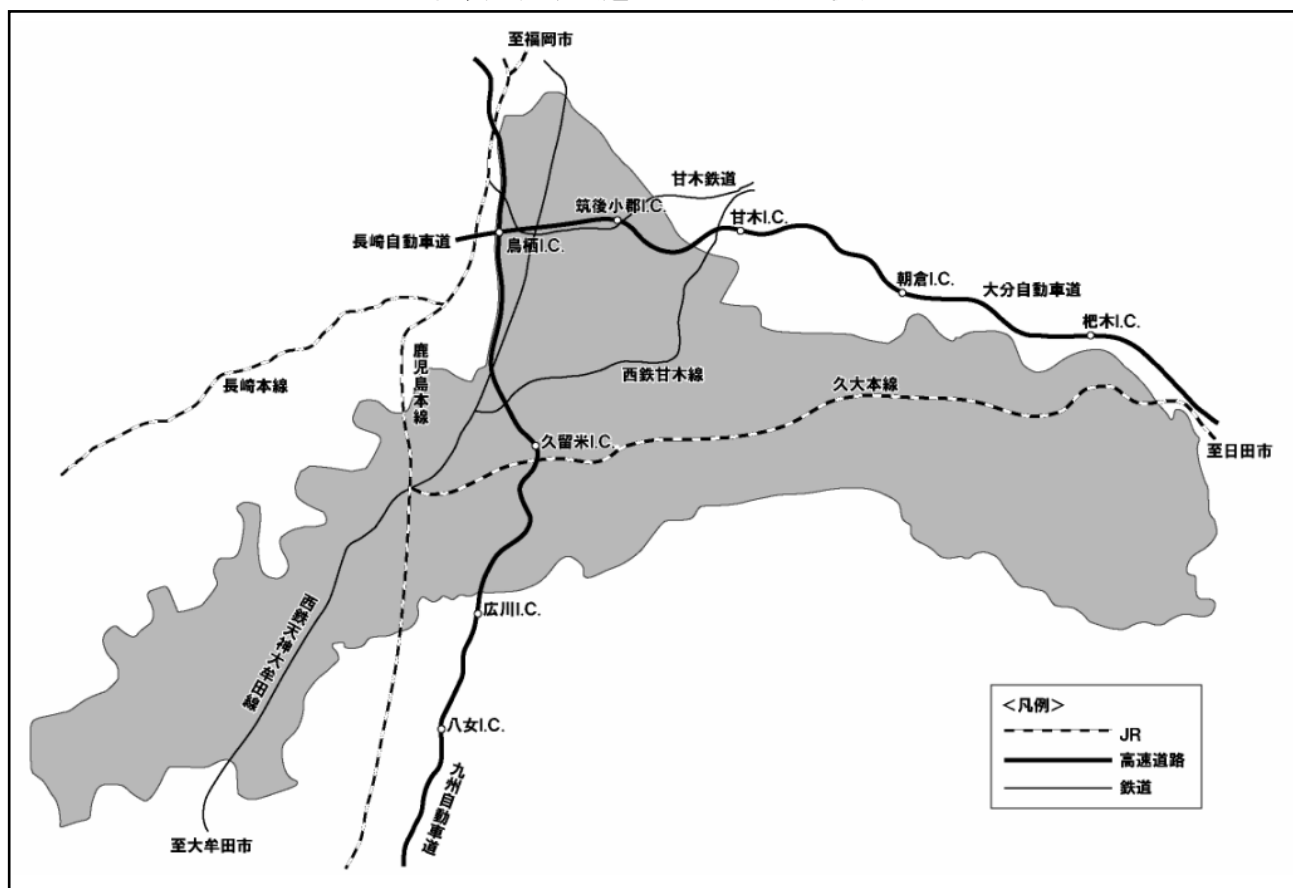 至福岡市
甘木鉄道
筑後小郡I.C.
甘木I.C.
長崎自動車道
鳥栖I.C.
朝倉I.C.
大分自動車道
杷木I.C.
鹿児島本線
長崎本線
西鉄甘木線
久大本線
久留米I.C.
至日田市
西鉄天神大牟田線
広川I.C.
八女I.C.
九州自動車道
至大牟田市
<凡例>
JR
高速道路
鉄道